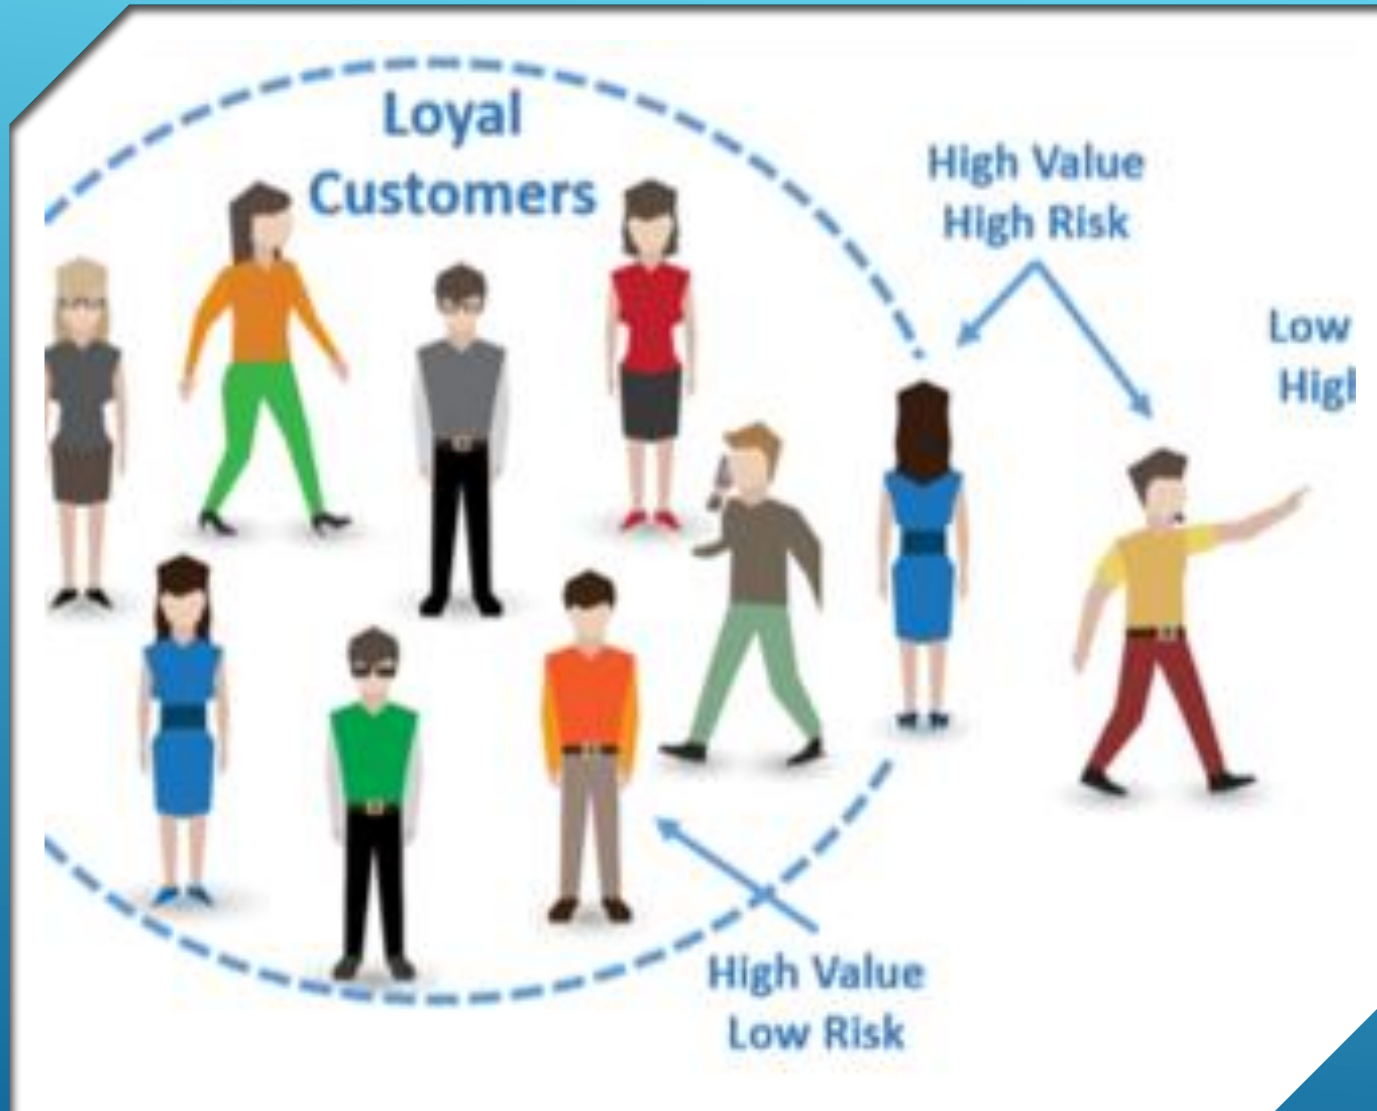 Loyal
Customers
High Value
High Risk
Low
High Value
Low Risk